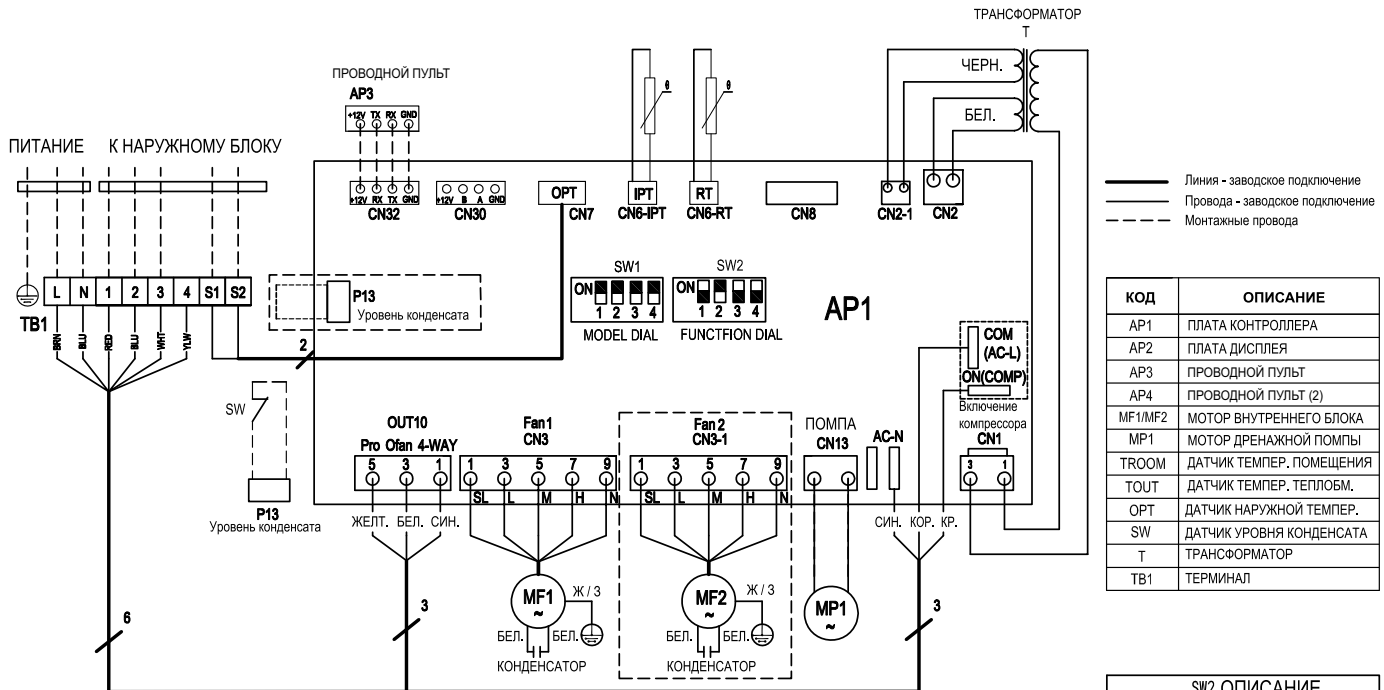 ТРАНСФОРМАТОР
T
ЧЕРН.
БЕЛ.
ПРОВОДНОЙ ПУЛЬТ
AP3
+12V TX RX GND
θ
θ
ПИТАНИЕ К НАРУЖНОМУ БЛОКУ
+12V RX TX GND
CN32
+12V B A GND
CN30
OPT
CN7
IPT
CN6-IPT
RT
CN6-RT
CN8
CN2-1
CN2
Линия - заводское подключение
Провода - заводское подключение
Монтажные провода
L N 1 2 3 4 S1 S2
TB1
BRN BLU RED BLU WHT YLW
P13
Уровень конденсата
2
SW1
ON
1 2 3 4
MODEL DIAL
SW2
ON
1 2 3 4
FUNCTFION DIAL
AP1
COM
(AC-L)
ON(COMP)
Включение
компрессора
CN1
3 1
SW
P13
Уровень конденсата
OUT10
Pro Ofan 4-WAY
5 3 1
ЖЕЛТ. БЕЛ. СИН.
Fan1
CN3
1 3 5 7 9
SL L M H N
Fan2
CN3-1
1 3 5 7 9
SL L M H N
ПОМПА
CN13
AC-N
СИН. КОР. КР.
MF1
~
Ж / З
БЕЛ. БЕЛ.
КОНДЕНСАТОР
MF2
~
Ж / З
БЕЛ. БЕЛ.
КОНДЕНСАТОР
MP1
~
6
3
3
КОД ОПИСАНИЕ
AP1 ПЛАТА КОНТРОЛЛЕРА
AP2 ПЛАТА ДИСПЛЕЯ
AP3 ПРОВОДНОЙ ПУЛЬТ
AP4 ПРОВОДНОЙ ПУЛЬТ (2)
MF1/MF2 МОТОР ВНУТРЕННЕГО БЛОКА
MP1 МОТОР ДРЕНАЖНОЙ ПОМПЫ
TROOM ДАТЧИК ТЕМПЕР. ПОМЕЩЕНИЯ
TOUT ДАТЧИК ТЕМПЕР. ТЕПЛОБМ.
OPT ДАТЧИК НАРУЖНОЙ ТЕМПЕР.
SW ДАТЧИК УРОВНЯ КОНДЕНСАТА
T ТРАНСФОРМАТОР
TB1 ТЕРМИНАЛ
SW2 ОПИСАНИЕ